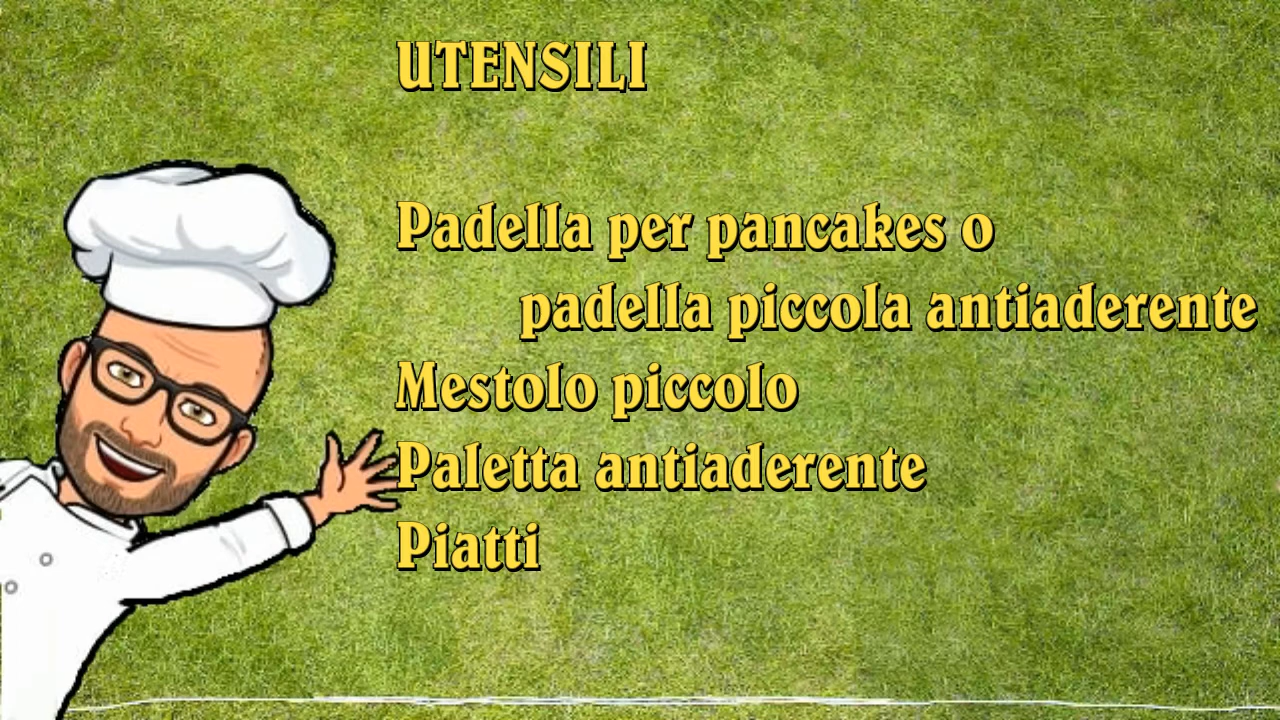 UTENSILI
Padella per pancakes o
padella piccola antiaderente
Mestolo piccolo
Paletta antiaderente
Piatti